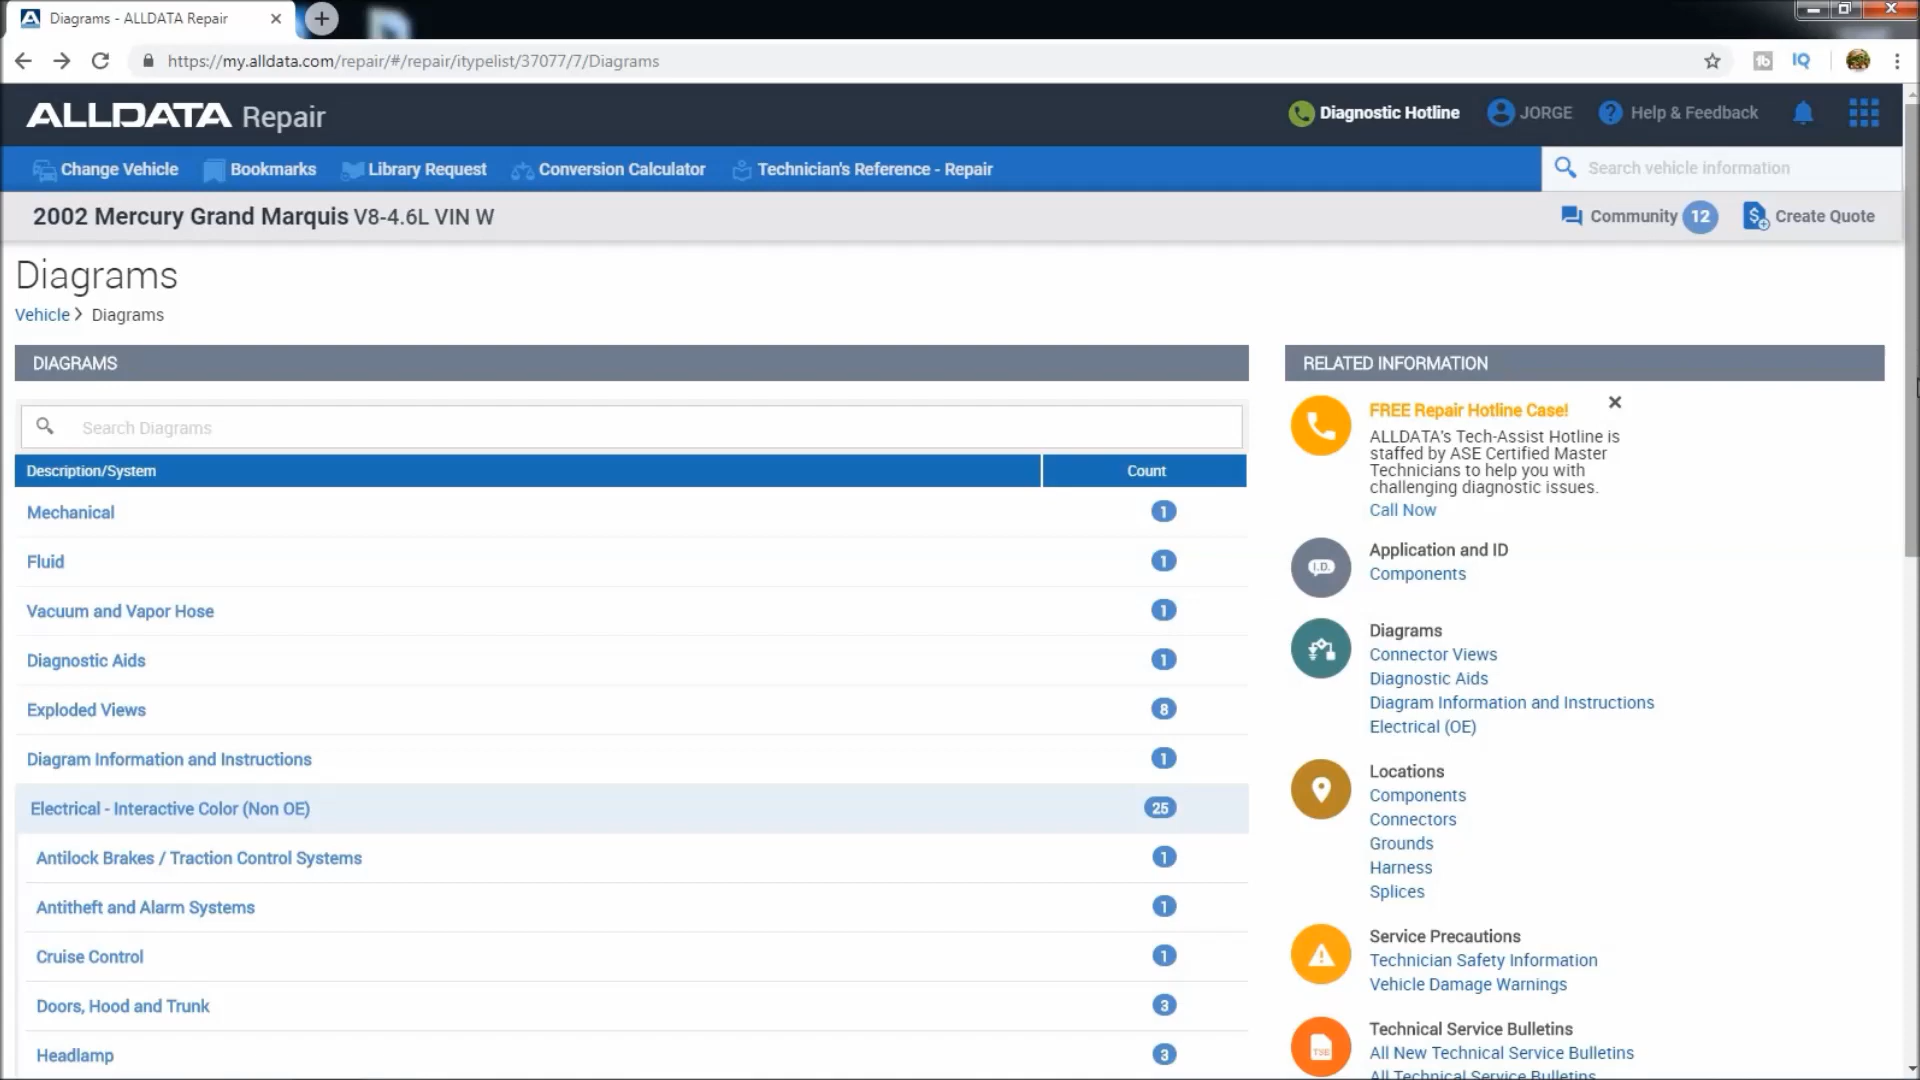 Diagrams - ALLDATA Repair
https://my.alldata.com/repair/#/repair/itypelist/37077/7/Diagrams
IQ
ALLDATA Repair
Diagnostic Hotline
JORGE
Help & Feedback
Change Vehicle
Bookmarks
Library Request
Conversion Calculator
Technician's Reference - Repair
Search vehicle information
2002 Mercury Grand Marquis V8-4.6L VIN W
Community 12
Create Quote
Diagrams
Vehicle > Diagrams
DIAGRAMS
Search Diagrams
Description/System Count
Mechanical 1
Fluid 1
Vacuum and Vapor Hose 1
Diagnostic Aids 1
Exploded Views 8
Diagram Information and Instructions 1
Electrical - Interactive Color (Non OE) 25
Antilock Brakes / Traction Control Systems 1
Antitheft and Alarm Systems 1
Cruise Control 1
Doors, Hood and Trunk 3
Headlamp 3
RELATED INFORMATION
FREE Repair Hotline Case!
ALLDATA's Tech-Assist Hotline is
staffed by ASE Certified Master
Technicians to help you with
challenging diagnostic issues.
Call Now
I.D.
Application and ID
Components
Diagrams
Connector Views
Diagnostic Aids
Diagram Information and Instructions
Electrical (OE)
Locations
Components
Connectors
Grounds
Harness
Splices
Service Precautions
Technician Safety Information
Vehicle Damage Warnings
TSB
Technical Service Bulletins
All New Technical Service Bulletins
All Technical Service Bulletins